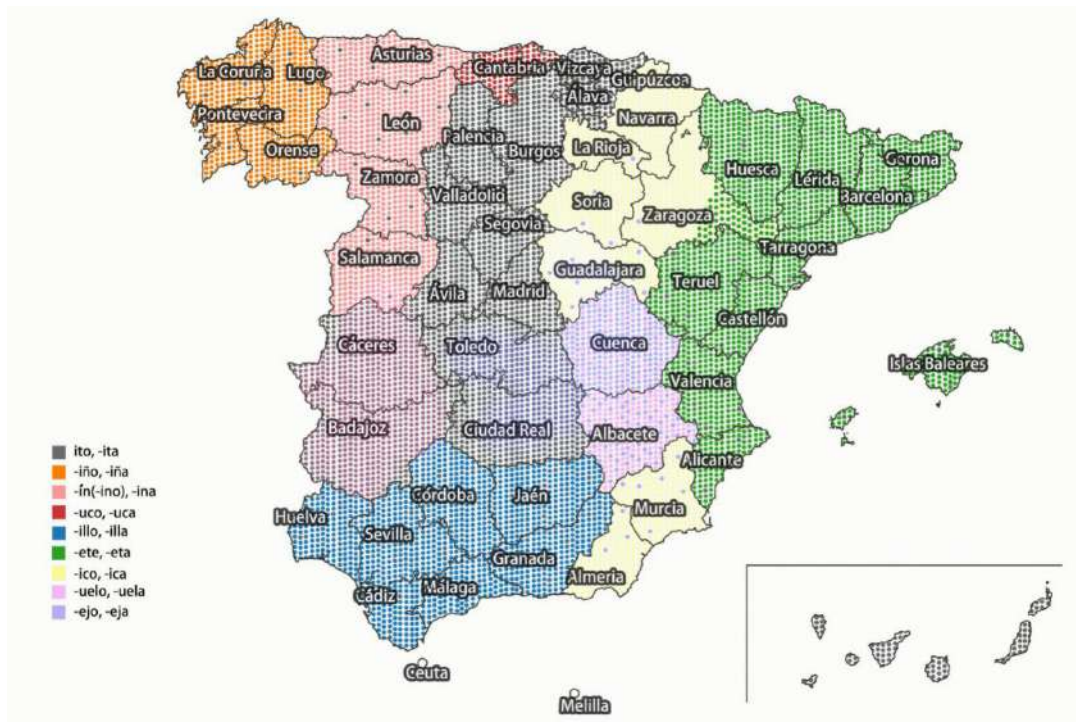 Asturias
Cantabria
Vizcaya
Guipúzcoa
La Coruña
Lugo
Álava
Pontevedra
León
Navarra
Palencia
Burgos
La Rioja
Orense
Huesca
Gerona
Zamora
Lérida
Valladolid
Soria
Barcelona
Zaragoza
Segovia
Tarragona
Salamanca
Guadalajara
Teruel
Ávila
Madrid
Castellón
Cáceres
Toledo
Cuenca
Islas Baleares
Valencia
Badajoz
Ciudad Real
Albacete
Alicante
ito, -ita
-iño, -iña
-ín(-ino), -ina
-uco, -uca
-illo, -illa
-ete, -eta
-ico, -ica
-uelo, -uela
-ejo, -eja
Córdoba
Jaén
Murcia
Huelva
Sevilla
Granada
Almería
Málaga
Cádiz
Ceuta
Melilla